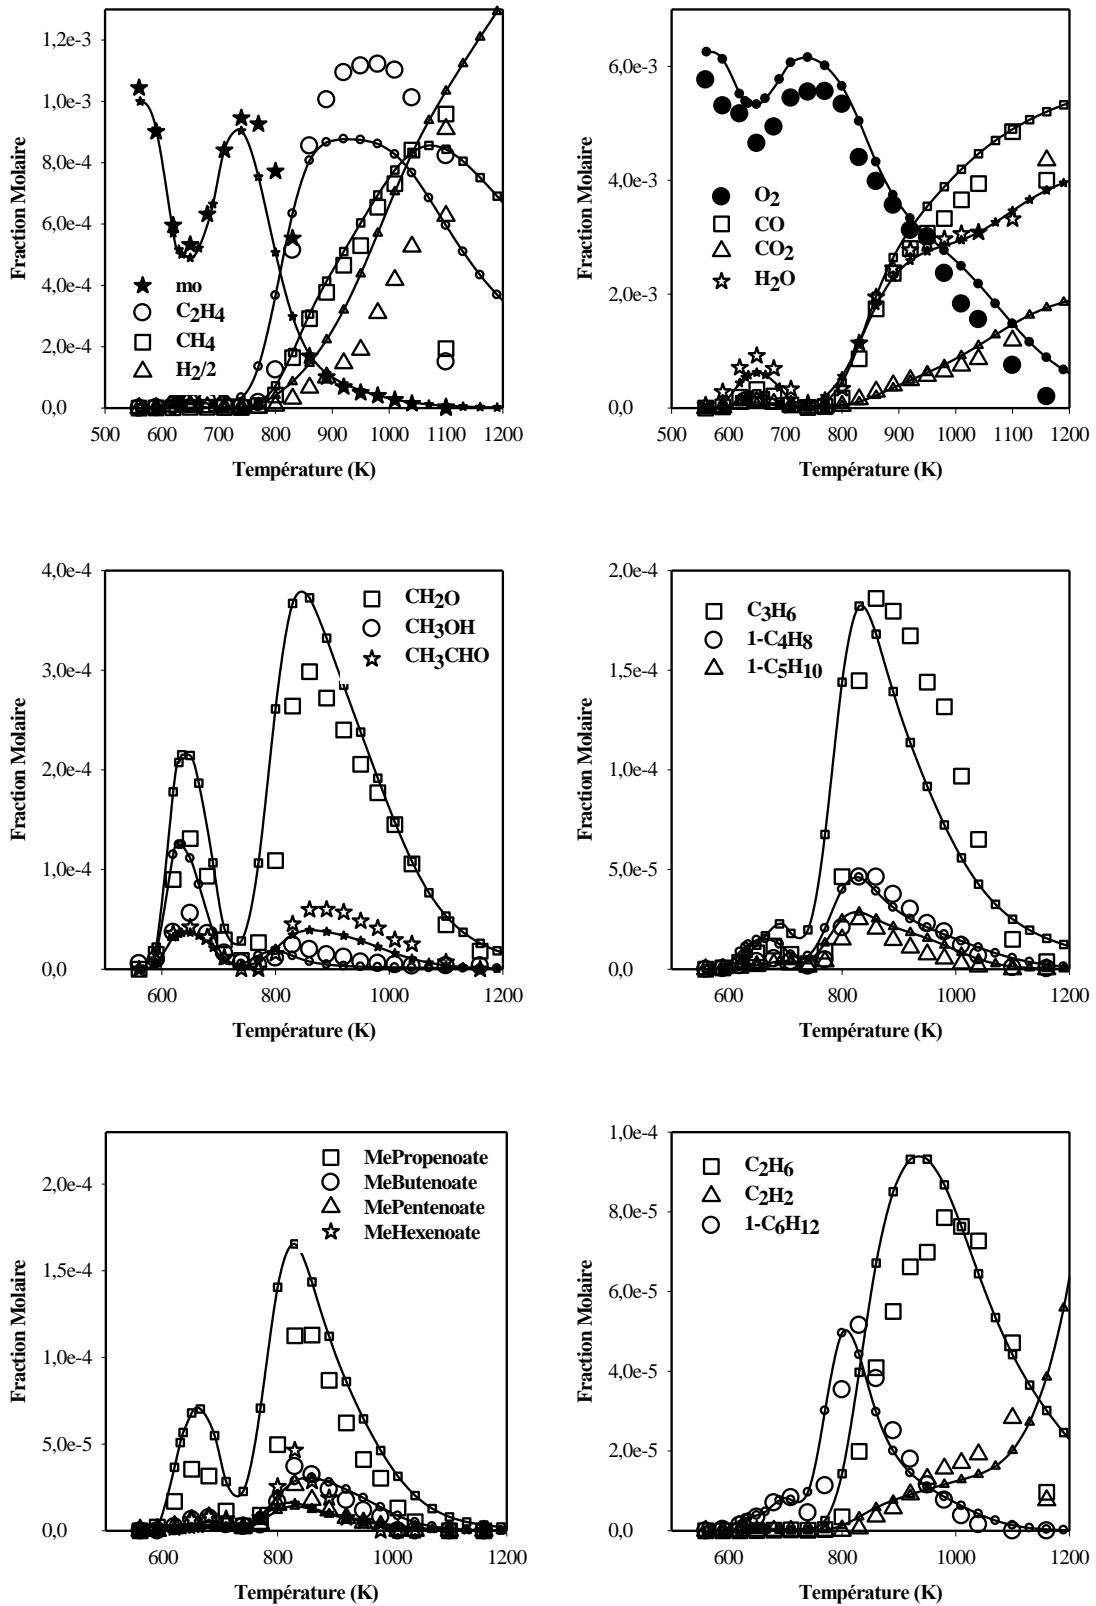 1,2e-3
1,0e-3
8,0e-4
6,0e-4
4,0e-4
2,0e-4
0,0
Fraction Molaire
mo
C2H4
CH4
H2/2
500 600 700 800 900 1000 1100 1200
Température (K)
6,0e-3
4,0e-3
2,0e-3
0,0
Fraction Molaire
O2
CO
CO2
H2O
500 600 700 800 900 1000 1100 1200
Température (K)
4,0e-4
3,0e-4
2,0e-4
1,0e-4
0,0
Fraction Molaire
CH2O
CH3OH
CH3CHO
600 800 1000 1200
Température (K)
2,0e-4
1,5e-4
1,0e-4
5,0e-5
0,0
Fraction Molaire
C3H6
1-C4H8
1-C5H10
600 800 1000 1200
Température (K)
2,0e-4
1,5e-4
1,0e-4
5,0e-5
0,0
Fraction Molaire
MePropenoate
MeButenoate
MePentenoate
MeHexenoate
600 800 1000 1200
Température (K)
1,0e-4
8,0e-5
6,0e-5
4,0e-5
2,0e-5
0,0
Fraction Molaire
C2H6
C2H2
1-C6H12
600 800 1000 1200
Température (K)